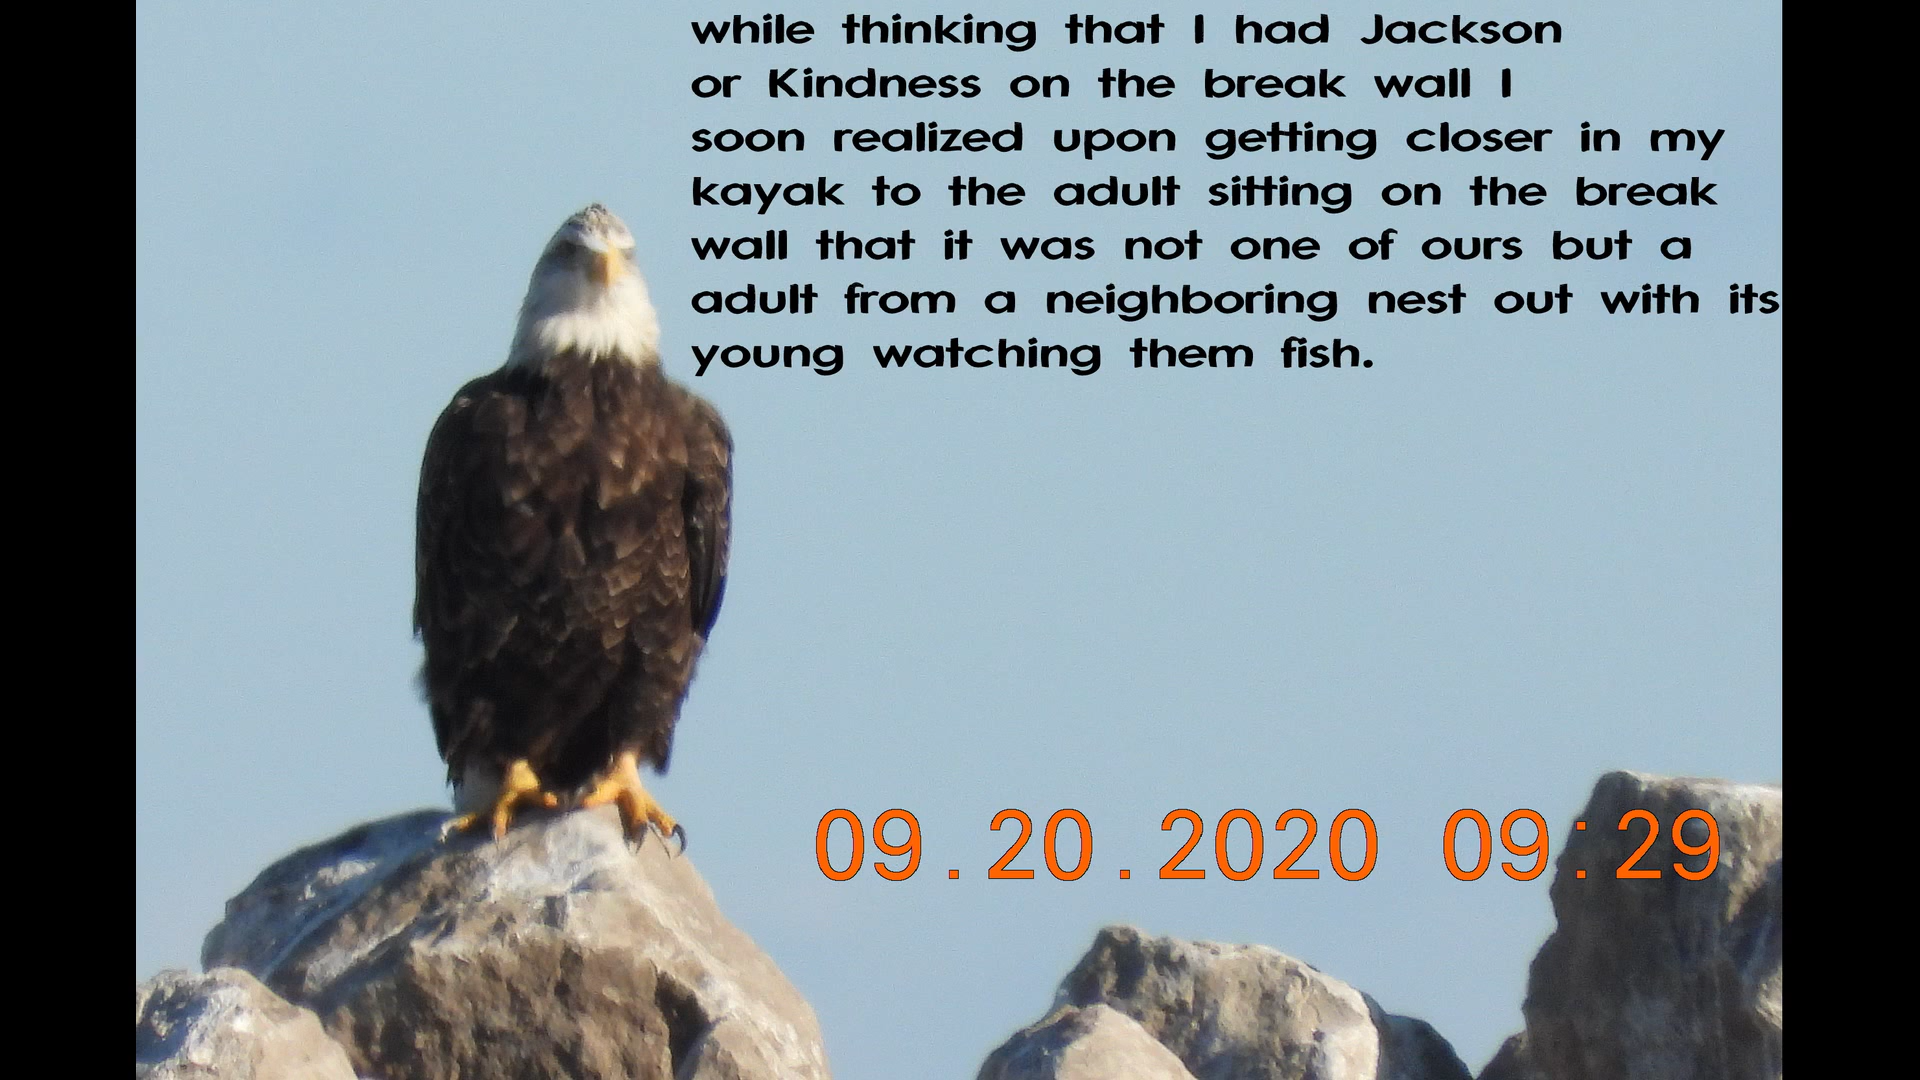 while thinking that I had Jackson
or Kindness on the break wall I
soon realized upon getting closer in my
kayak to the adult sitting on the break
wall that it was not one of ours but a
adult from a neighboring nest out with its
young watching them fish.
09.20.2020 09:29